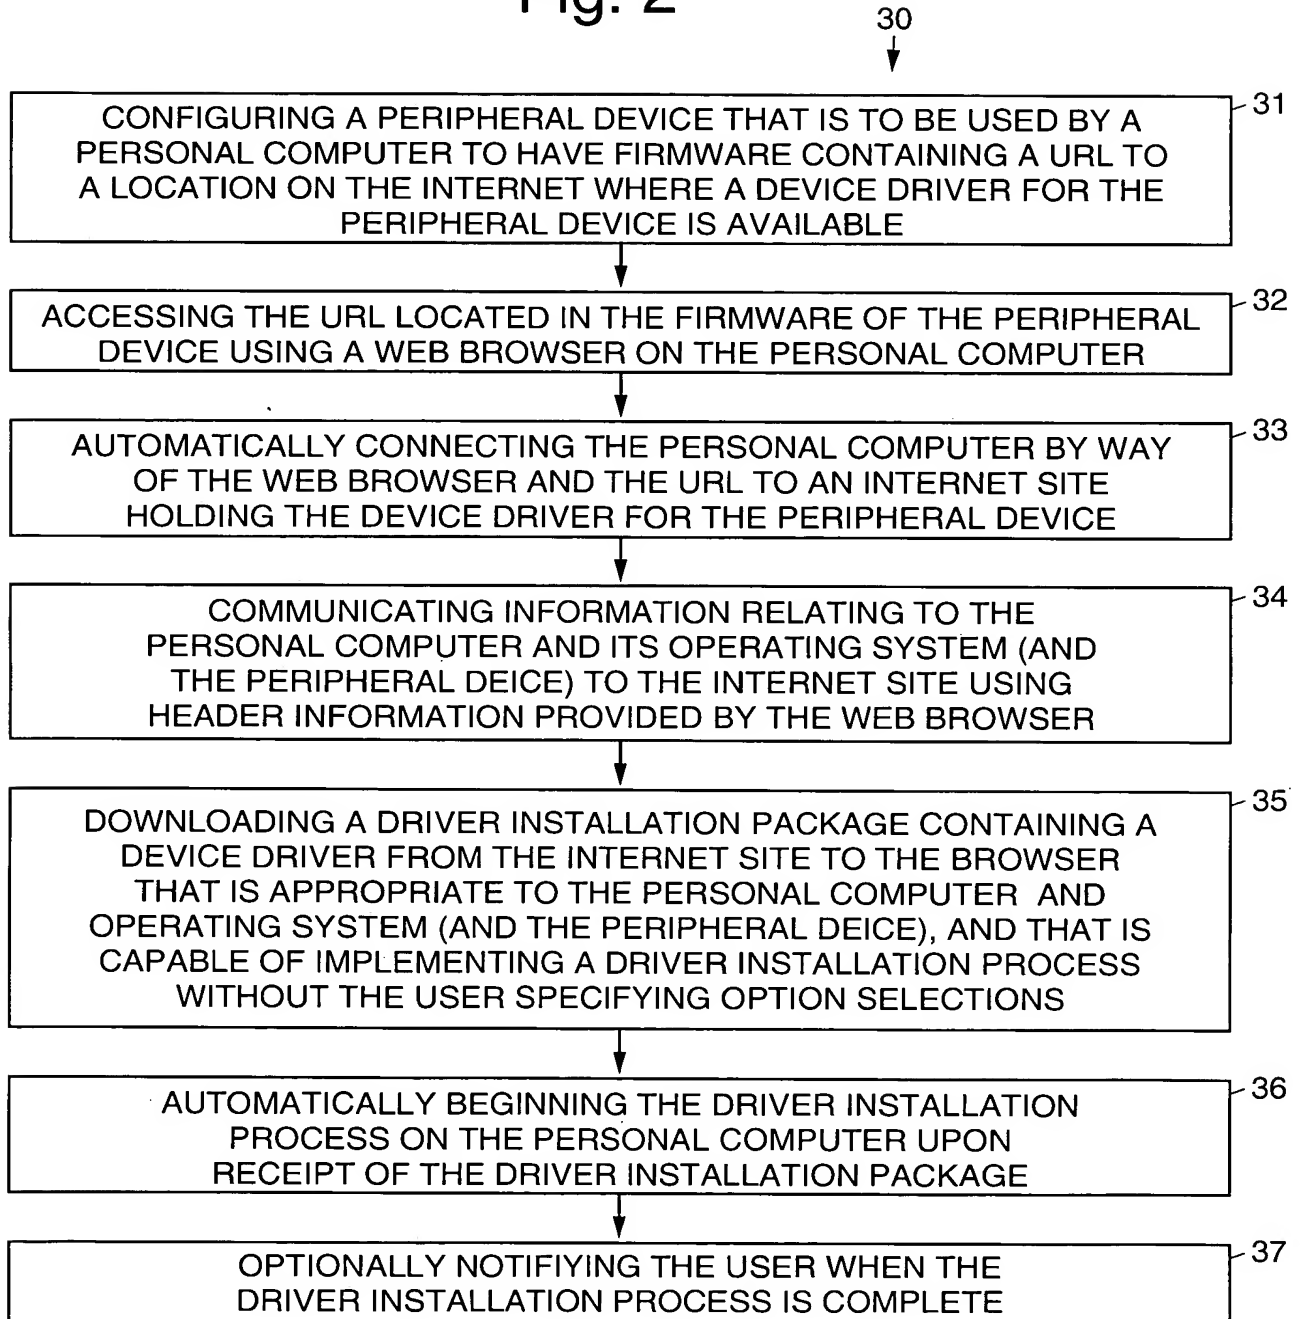 Fig. 2
30
31
CONFIGURING A PERIPHERAL DEVICE THAT IS TO BE USED BY A
PERSONAL COMPUTER TO HAVE FIRMWARE CONTAINING A URL TO
A LOCATION ON THE INTERNET WHERE A DEVICE DRIVER FOR THE
PERIPHERAL DEVICE IS AVAILABLE
32
ACCESSING THE URL LOCATED IN THE FIRMWARE OF THE PERIPHERAL
DEVICE USING A WEB BROWSER ON THE PERSONAL COMPUTER
33
AUTOMATICALLY CONNECTING THE PERSONAL COMPUTER BY WAY
OF THE WEB BROWSER AND THE URL TO AN INTERNET SITE
HOLDING THE DEVICE DRIVER FOR THE PERIPHERAL DEVICE
34
COMMUNICATING INFORMATION RELATING TO THE
PERSONAL COMPUTER AND ITS OPERATING SYSTEM (AND
THE PERIPHERAL DEICE) TO THE INTERNET SITE USING
HEADER INFORMATION PROVIDED BY THE WEB BROWSER
35
DOWNLOADING A DRIVER INSTALLATION PACKAGE CONTAINING A
DEVICE DRIVER FROM THE INTERNET SITE TO THE BROWSER
THAT IS APPROPRIATE TO THE PERSONAL COMPUTER AND
OPERATING SYSTEM (AND THE PERIPHERAL DEICE), AND THAT IS
CAPABLE OF IMPLEMENTING A DRIVER INSTALLATION PROCESS
WITHOUT THE USER SPECIFYING OPTION SELECTIONS
36
AUTOMATICALLY BEGINNING THE DRIVER INSTALLATION
PROCESS ON THE PERSONAL COMPUTER UPON
RECEIPT OF THE DRIVER INSTALLATION PACKAGE
37
OPTIONALLY NOTIFIYING THE USER WHEN THE
DRIVER INSTALLATION PROCESS IS COMPLETE